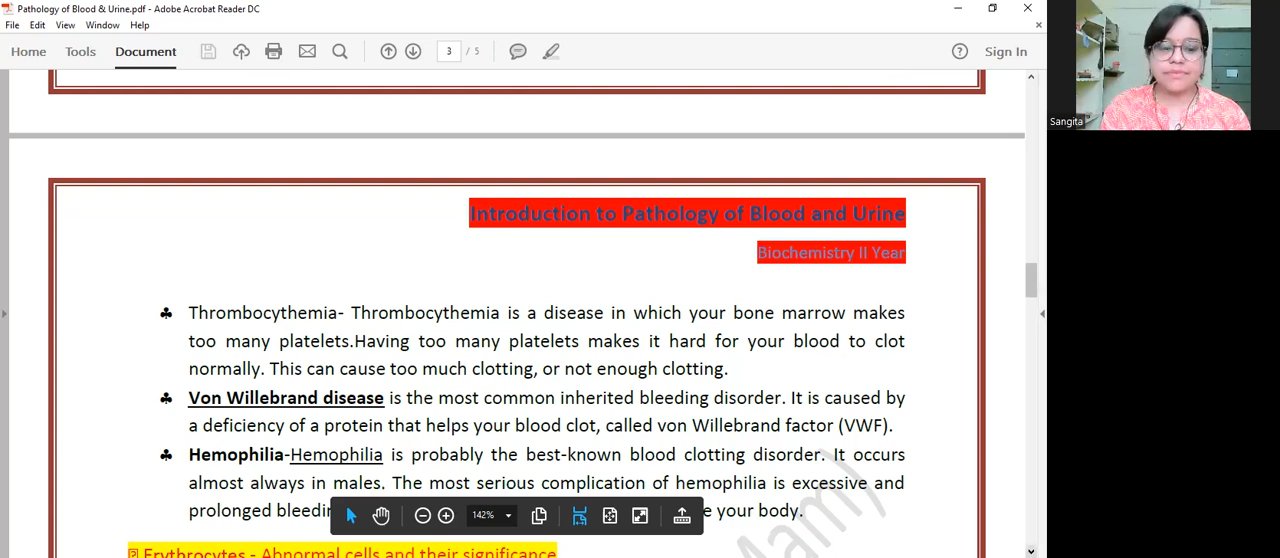 Pathology of Blood & Urine.pdf - Adobe Acrobat Reader DC
File Edit View Window Help
Home Tools Document 3 / 5 Sign In
Sangita
Introduction to Pathology of Blood and Urine
Biochemistry II Year
♣ Thrombocythemia- Thrombocythemia is a disease in which your bone marrow makes
too many platelets.Having too many platelets makes it hard for your blood to clot
normally. This can cause too much clotting, or not enough clotting.
♣ Von Willebrand disease is the most common inherited bleeding disorder. It is caused by
a deficiency of a protein that helps your blood clot, called von Willebrand factor (VWF).
♣ Hemophilia-Hemophilia is probably the best-known blood clotting disorder. It occurs
almost always in males. The most serious complication of hemophilia is excessive and
prolonged your body.
142%
Erythrocytes - Abnormal cells and their significance
Mam)